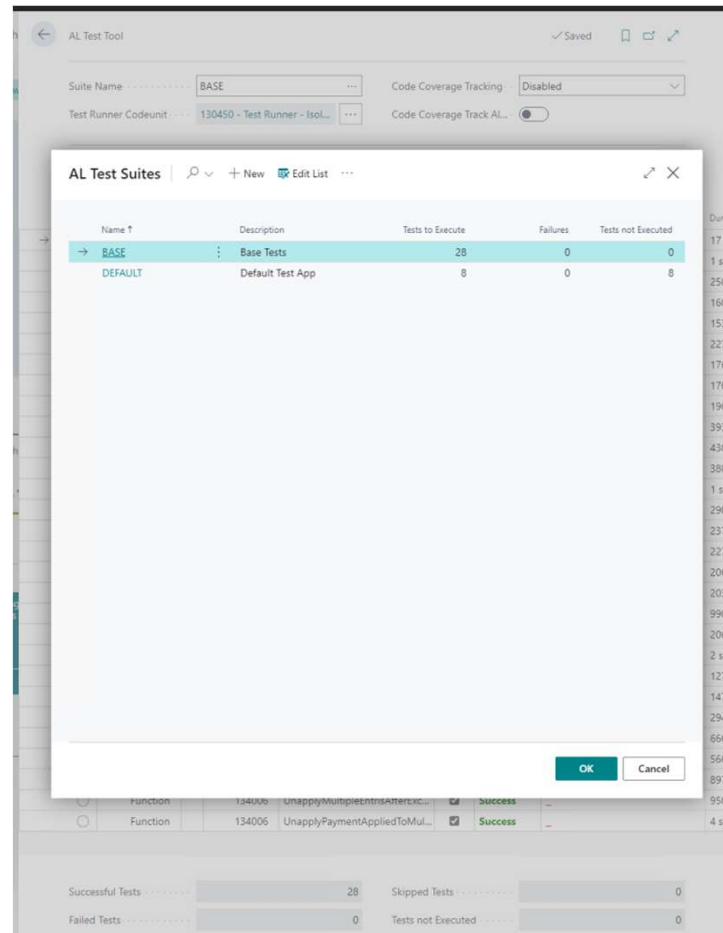 AL Test Tool
Saved
Suite Name BASE ... Code Coverage Tracking Disabled
Test Runner Codeunit 130450 - Test Runner - Isol... ... Code Coverage Track Al...
AL Test Suites + New Edit List ...
Name ↑ Description Tests to Execute Failures Tests not Executed
→ BASE Base Tests 28 0 0
DEFAULT Default Test App 8 0 8
OK Cancel
Function 134006 UnapplyMultipleEntrisAfterExc... Success _
Function 134006 UnapplyPaymentAppliedToMul... Success _
Successful Tests 28 Skipped Tests 0
Failed Tests 0 Tests not Executed 0